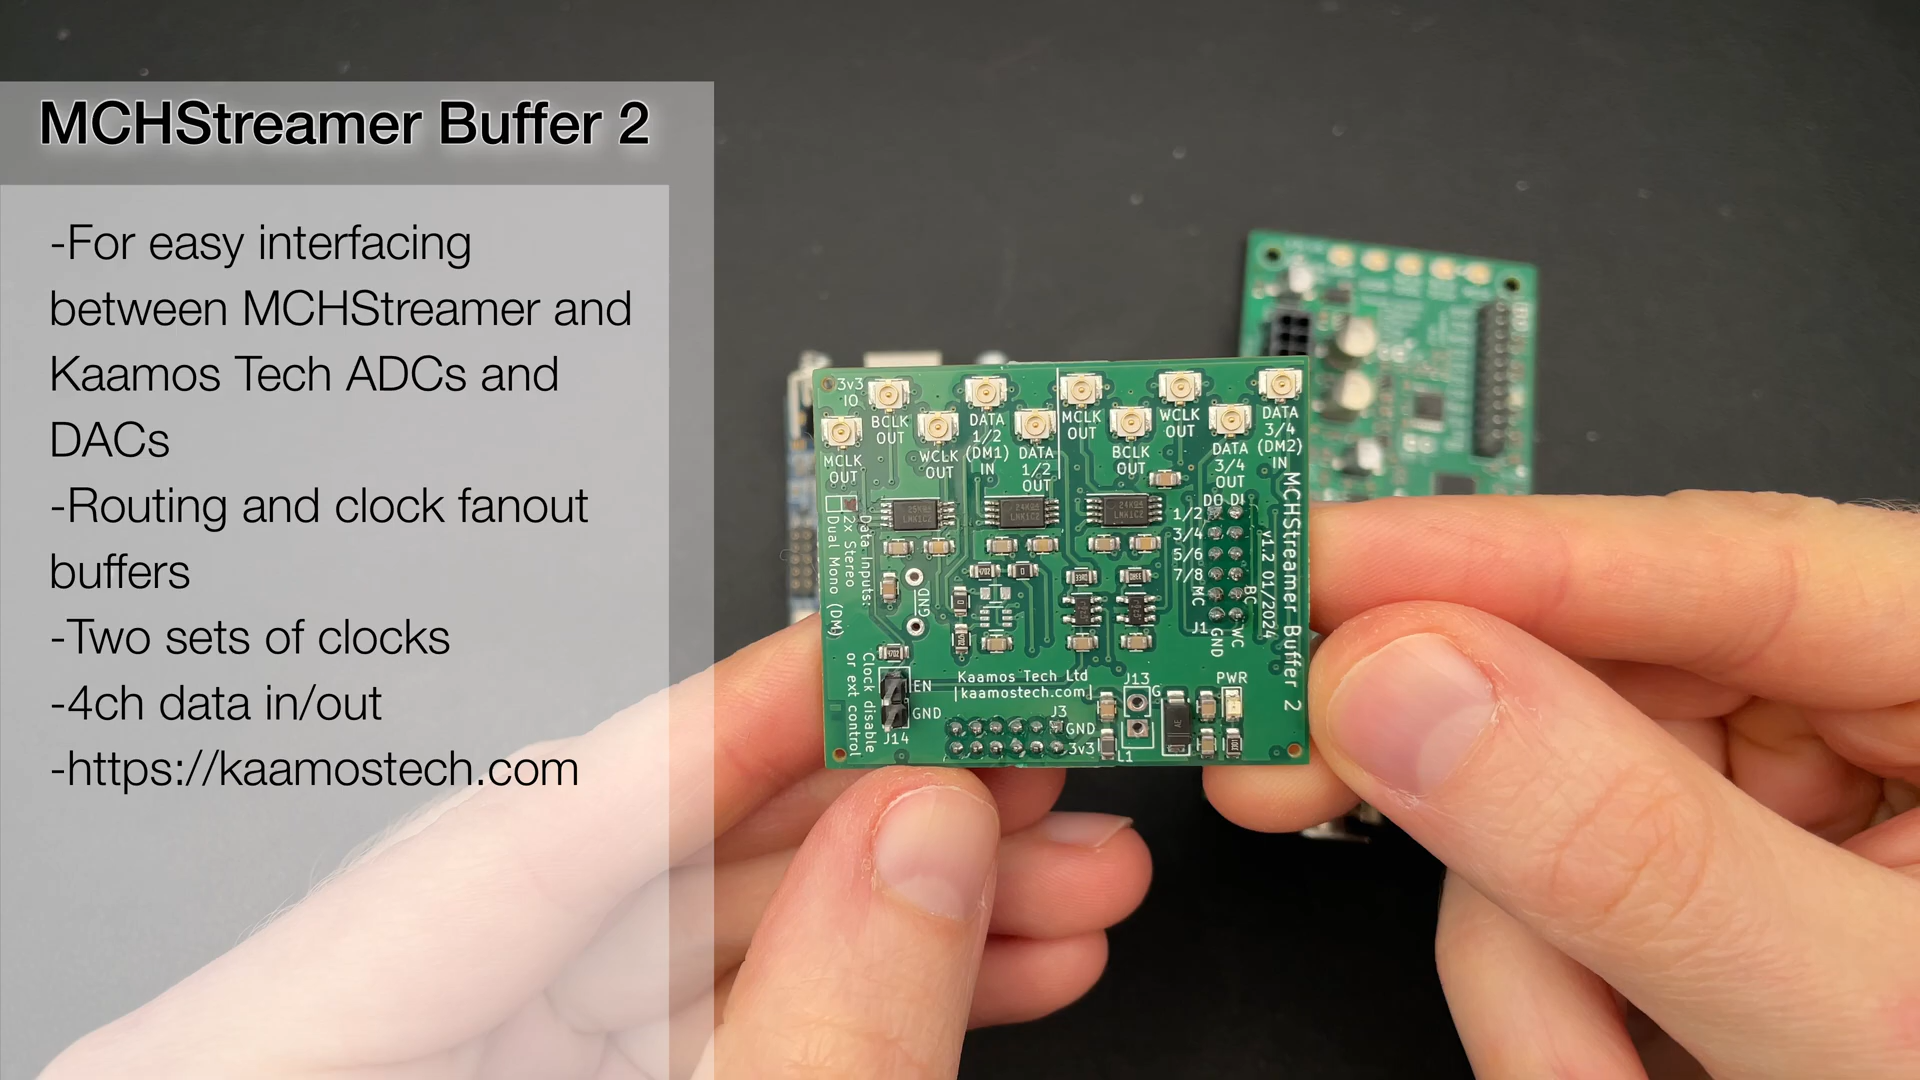 MCHStreamer Buffer 2
-For easy interfacing
between MCHStreamer and
Kaamos Tech ADCs and
DACs
-Routing and clock fanout
buffers
-Two sets of clocks
-4ch data in/out
-https://kaamostech.com
3v3
IO
MCLK
OUT
BCLK
OUT
WCLK
OUT
DATA
1/2
(DM1)
IN
DATA
1/2
OUT
MCLK
OUT
BCLK
OUT
WCLK
OUT
DATA
3/4
OUT
DATA
3/4
(DM2)
IN
Data Inputs:
2x Stereo
Dual Mono (DM)
LMK1C2
LMK1C2
LMK1C2
DO DI
1/2
3/4
5/6
7/8
MC
BC
J1
GND
WC
v1.2 01/2024
MCHStreamer Buffer 2
GND
Clock disable
or ext control
EN
GND
J14
Kaamos Tech Ltd
|kaamostech.com|
J3
GND
3v3
J13
G
L1
PWR